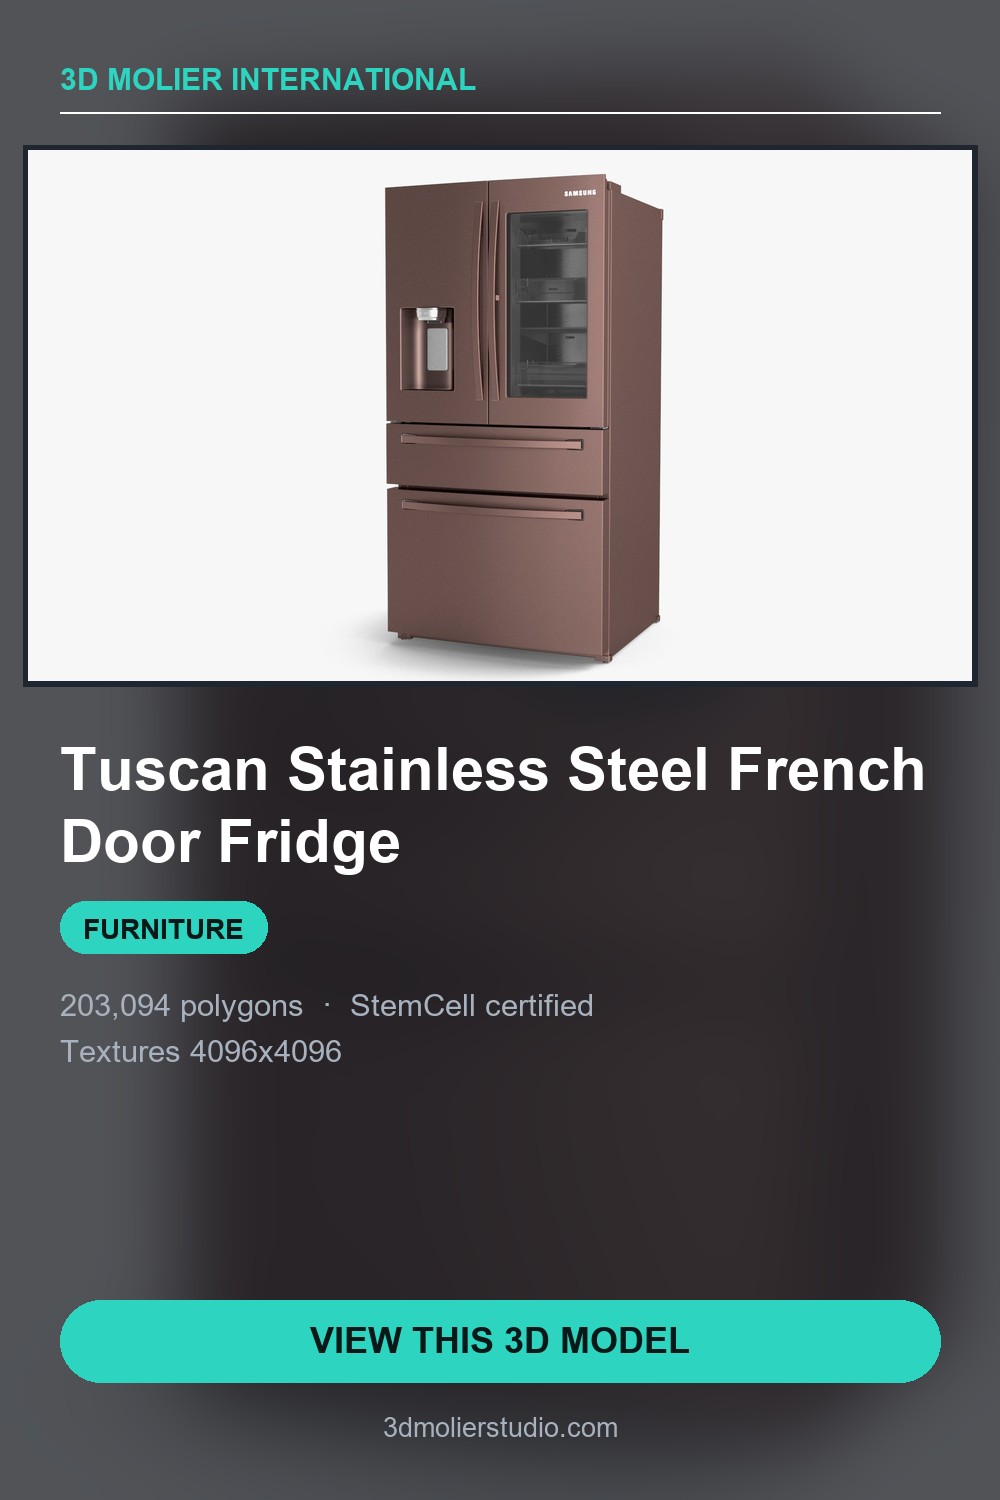 3D MOLIER INTERNATIONAL
SAMSUNG
Tuscan Stainless Steel French
Door Fridge
FURNITURE
203,094 polygons · StemCell certified
Textures 4096x4096
VIEW THIS 3D MODEL
3dmolierstudio.com